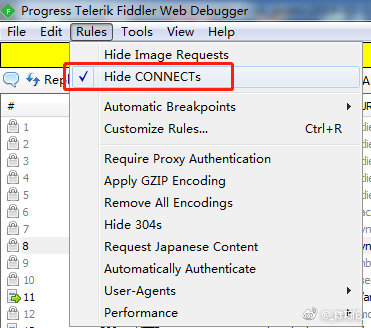 Progress Telerik Fiddler Web Debugger
File Edit Rules Tools View Help
Hide Image Requests
✓ Hide CONNECTs
Automatic Breakpoints
Customize Rules... Ctrl+R
Require Proxy Authentication
Apply GZIP Encoding
Remove All Encodings
Hide 304s
Request Japanese Content
Automatically Authenticate
User-Agents
Performance
#
1
2
3
4
5
6
7
8
9
10
11
12
13